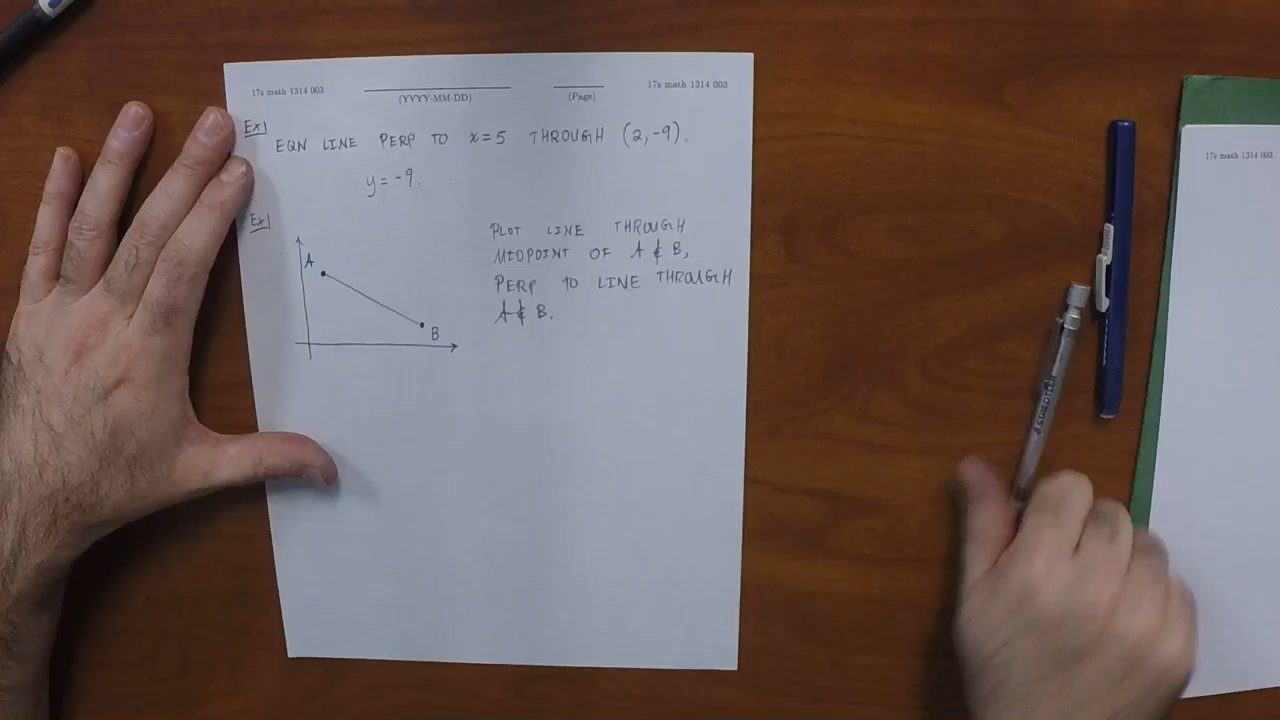 17s math 1314 003
(YYYY-MM-DD)
(Page)
17s math 1314 003
Ex
EQN LINE PERP TO x=5 THROUGH (2,-9).
y=-9.
Ex
A
B
PLOT LINE THROUGH
MIDPOINT OF A & B,
PERP TO LINE THROUGH
A & B.
STAEDTLER
17s math 1314 003